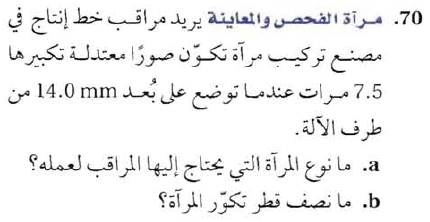 70. مرآة الفحص والمعاينة يريد مراقب خط إنتاج في
مصنع تركيب مرآة تكوّن صورًا معتدلة تكبيرها
7.5 مرات عندما توضع على بُعد 14.0 mm من
طرف الآلة.
a. ما نوع المرآة التي يحتاج إليها المراقب لعمله؟
b. ما نصف قطر تكوّر المرآة؟